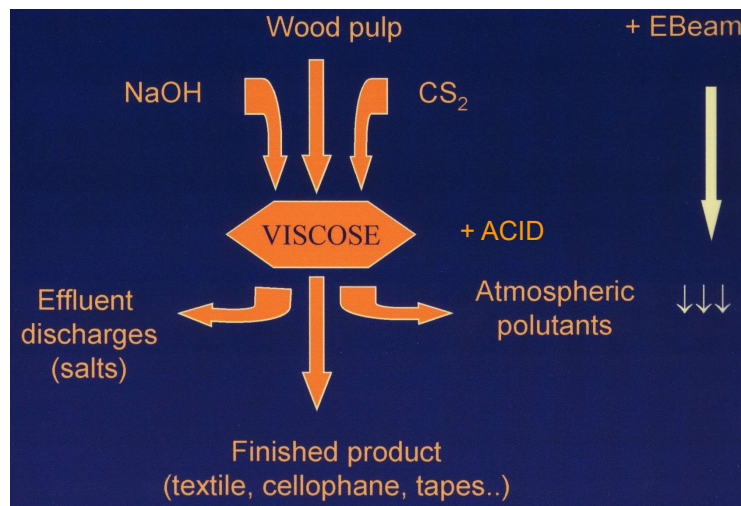 Wood pulp
+ EBeam
NaOH
CS₂
VISCOSE
+ ACID
Effluent
discharges
(salts)
Atmospheric
polutants
↓↓↓
Finished product
(textile, cellophane, tapes..)